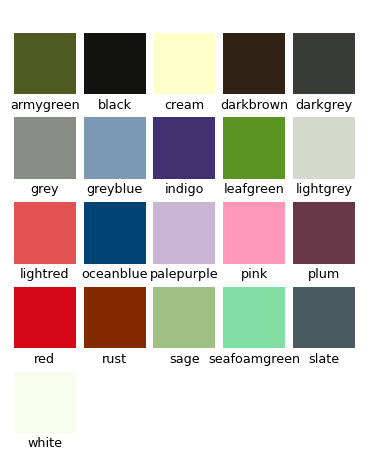 armygreen black cream darkbrown darkgrey
grey greyblue indigo leafgreen lightgrey
lightred oceanblue palepurple pink plum
red rust sage seafoamgreen slate
white